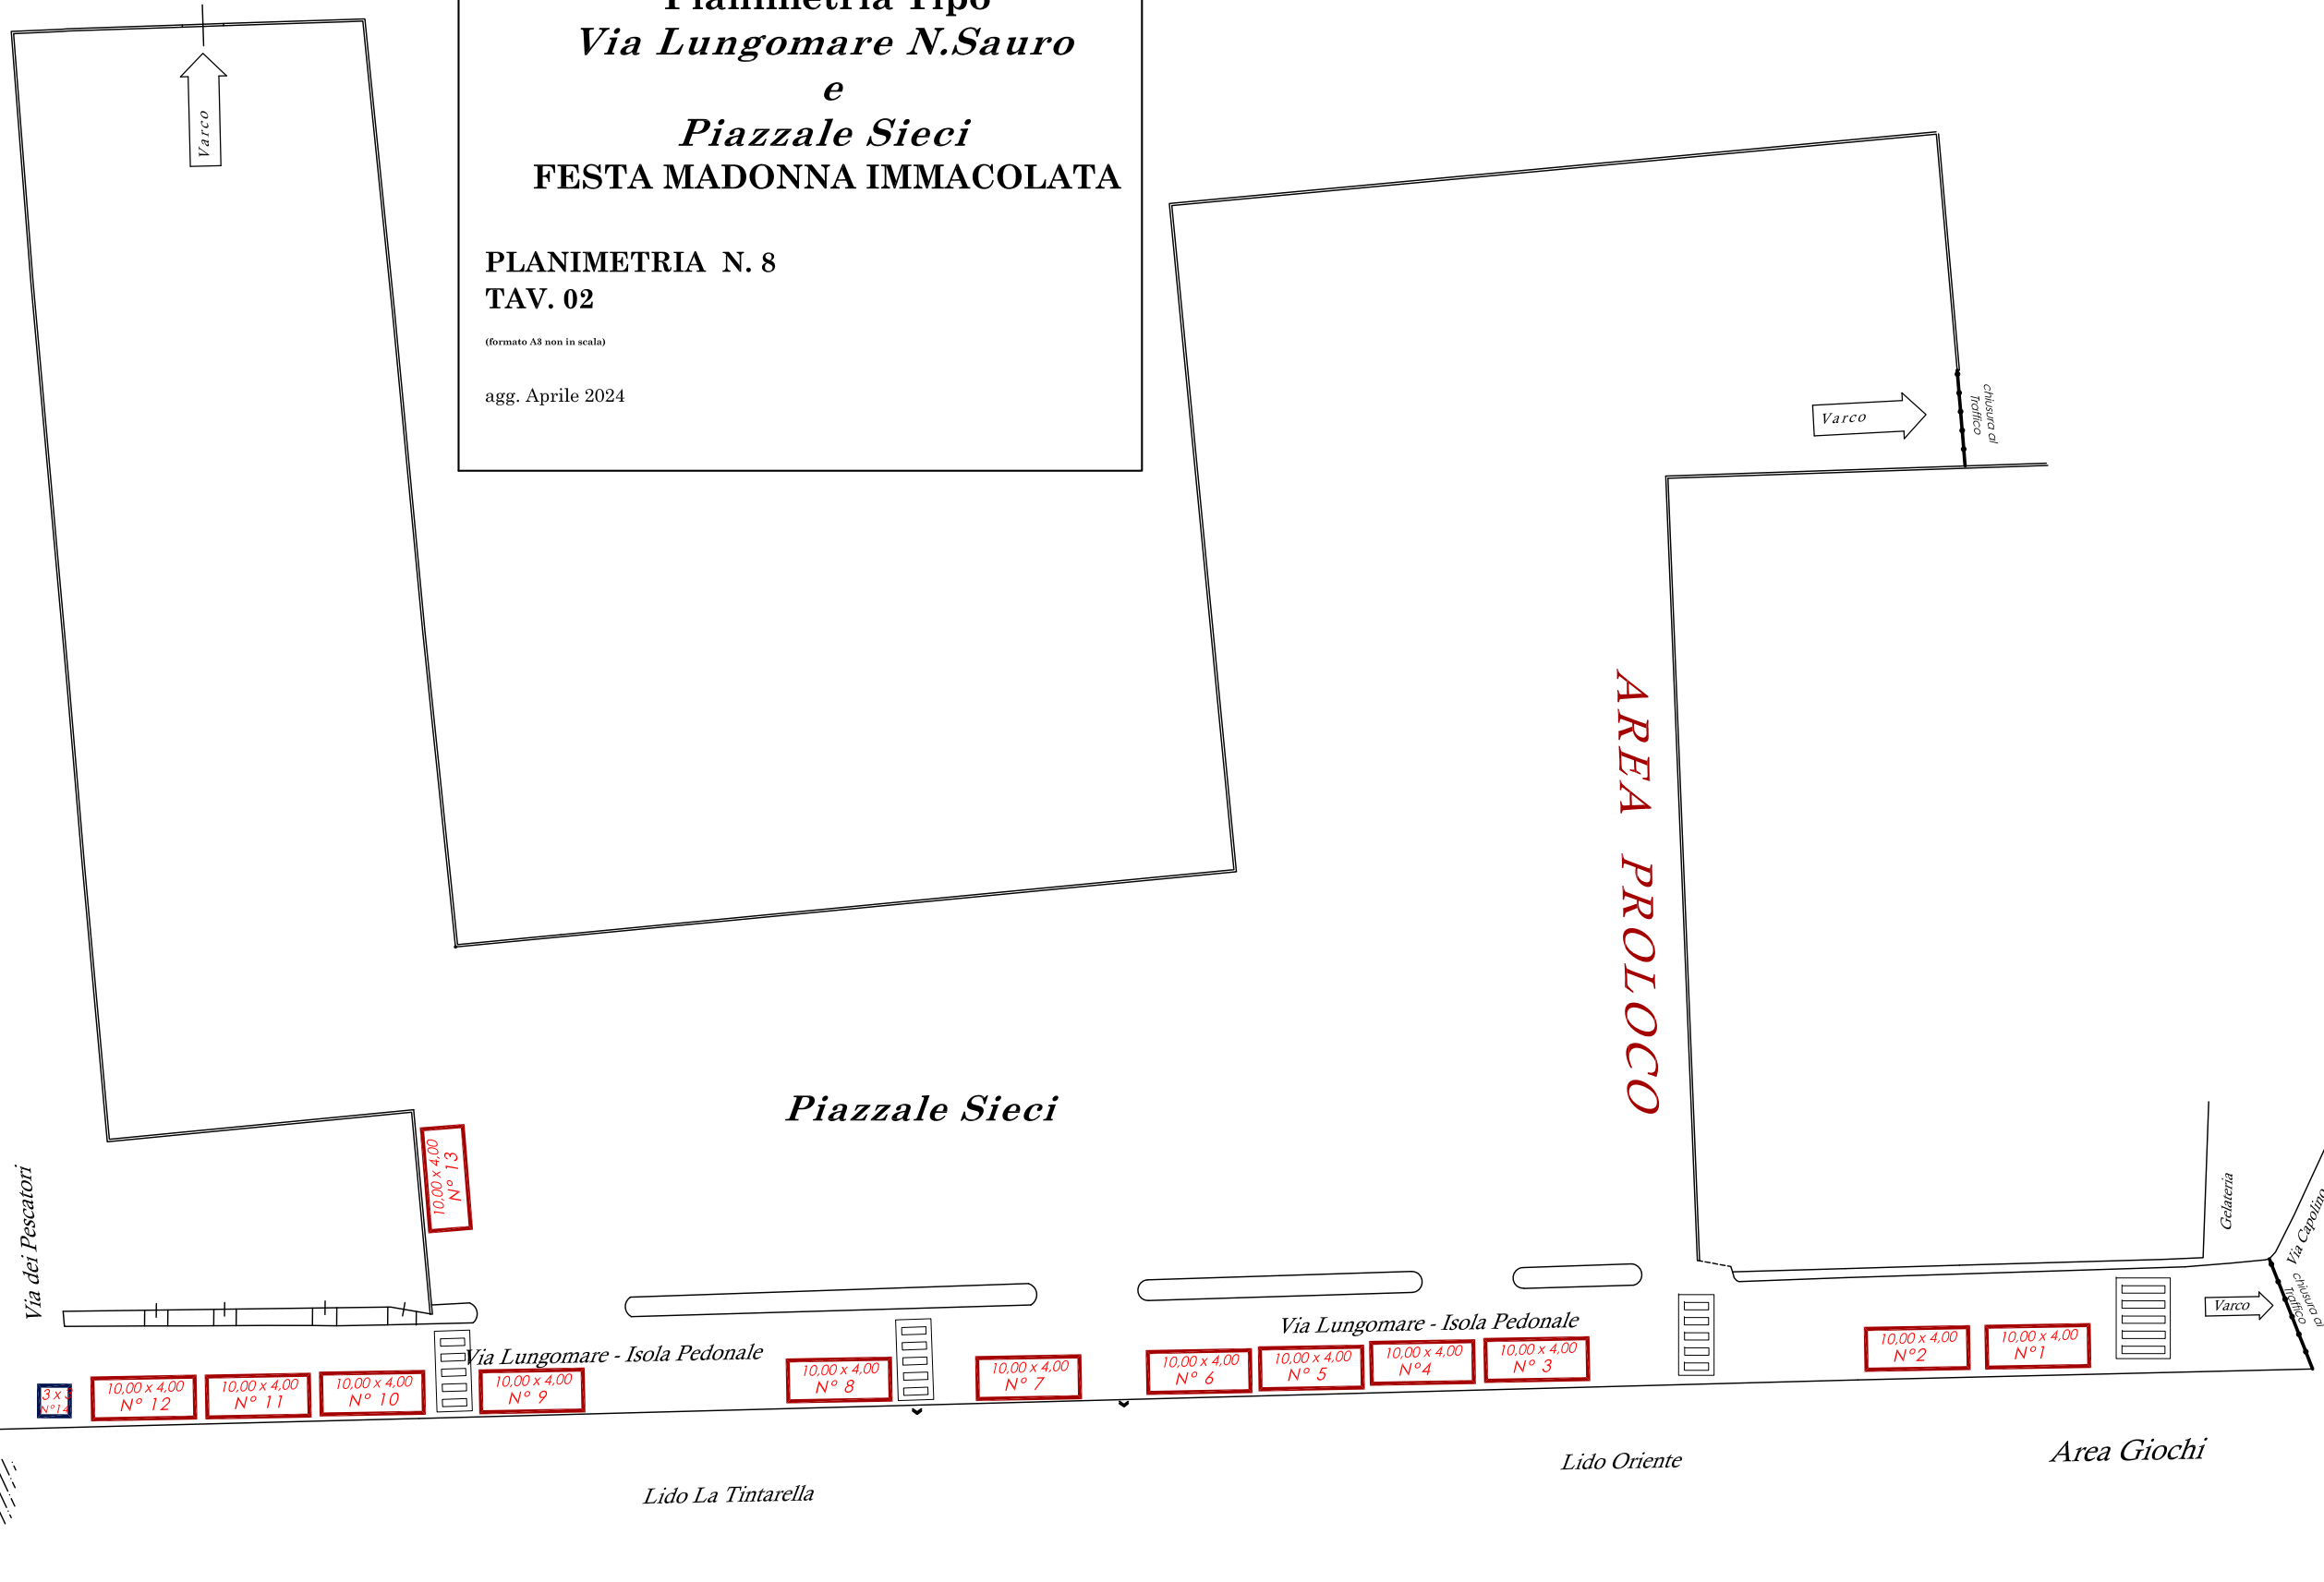 Planimetria Tipo
Via Lungomare N.Sauro
e
Piazzale Sieci
FESTA MADONNA IMMACOLATA
PLANIMETRIA N. 8
TAV. 02
(formato A3 non in scala)
agg. Aprile 2024
Varco
Varco
chiusura al
Traffico
AREA PROLOCO
Piazzale Sieci
10,00 x 4,00
N° 13
Via dei Pescatori
Gelateria
Via Capolino
chiusura al
Traffico
Varco
Via Lungomare - Isola Pedonale
Via Lungomare - Isola Pedonale
3 x 3
N°14
10,00 x 4,00
N° 12
10,00 x 4,00
N° 11
10,00 x 4,00
N° 10
10,00 x 4,00
N° 9
10,00 x 4,00
N° 8
10,00 x 4,00
N° 7
10,00 x 4,00
N° 6
10,00 x 4,00
N° 5
10,00 x 4,00
N°4
10,00 x 4,00
N° 3
10,00 x 4,00
N°2
10,00 x 4,00
N°1
Lido La Tintarella
Lido Oriente
Area Giochi